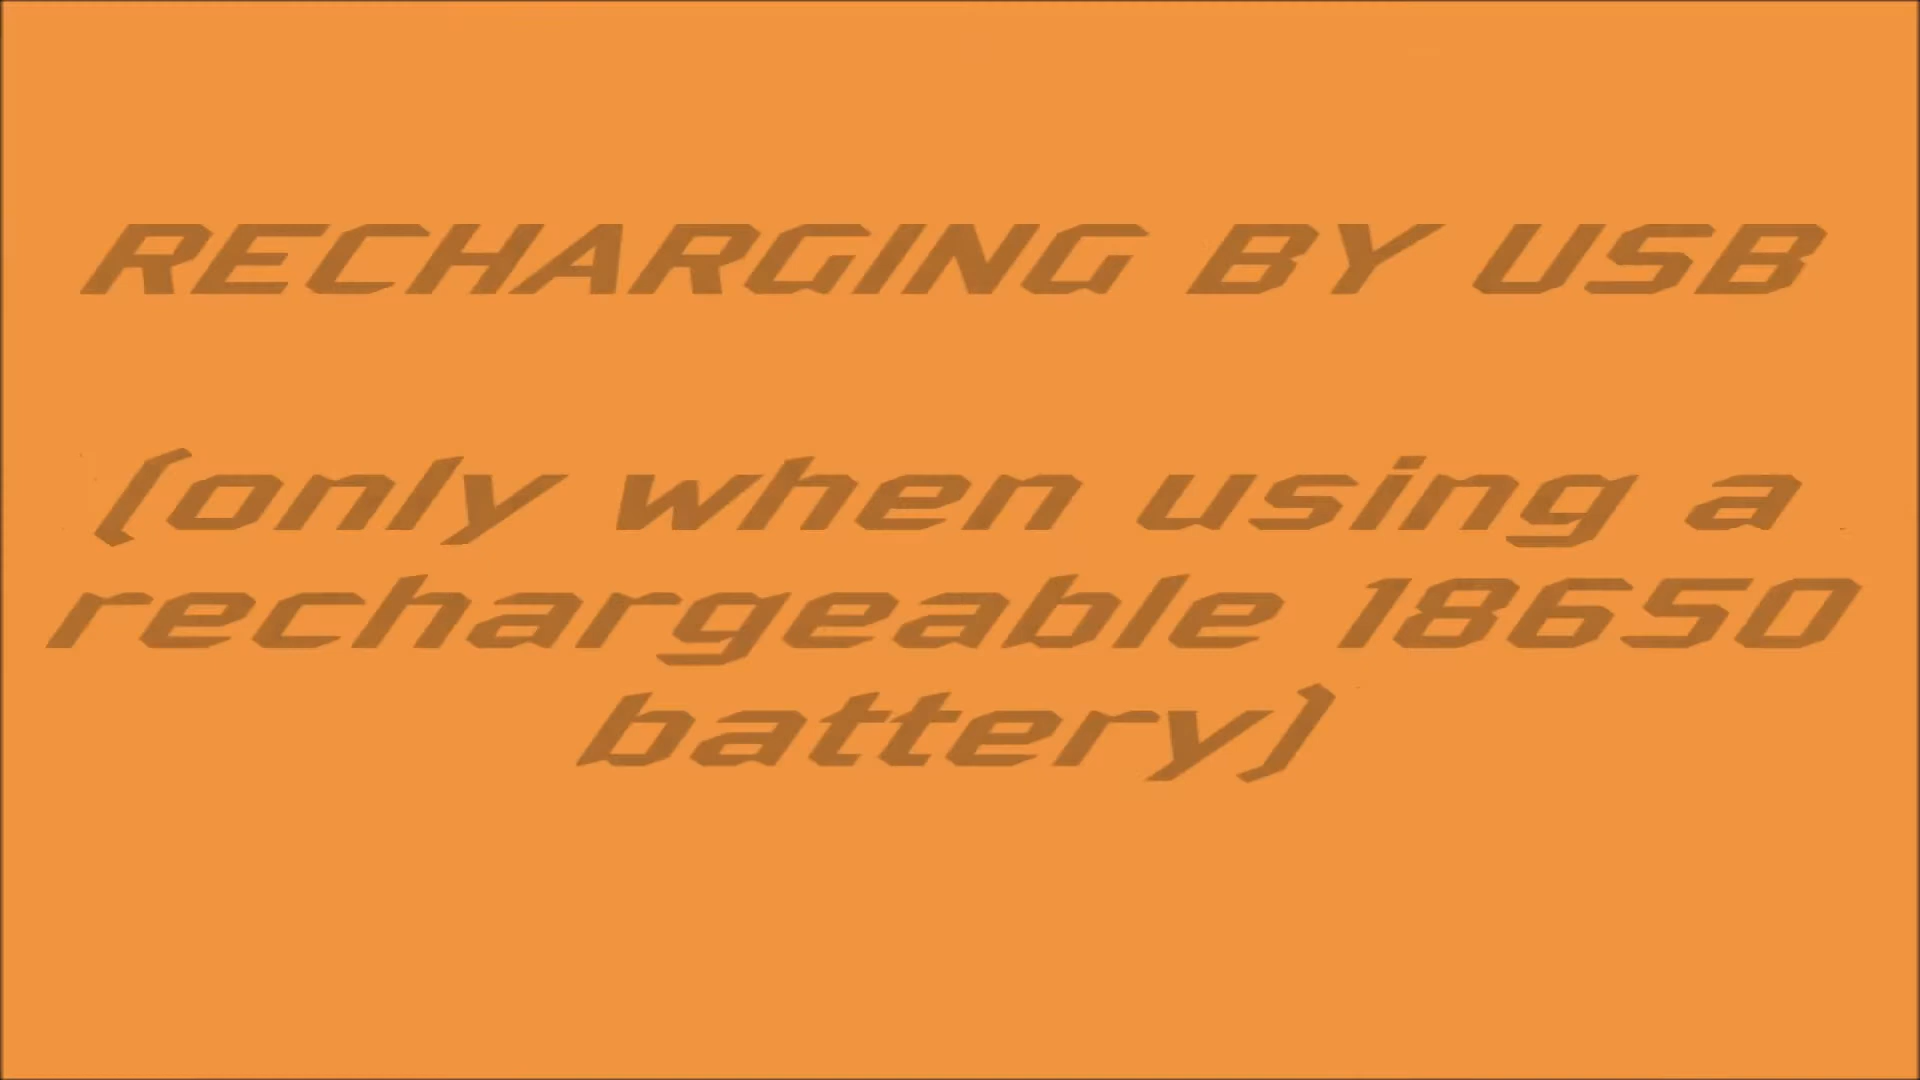 RECHARGING BY USB
(only when using a
rechargeable 18650
battery)